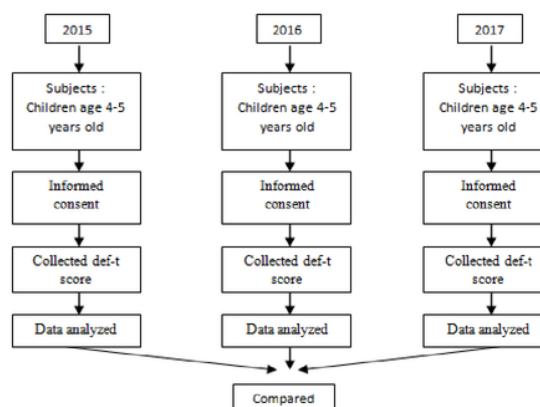 2015
2016
2017
Subjects :
Children age 4-5
years old
Subjects :
Children age 4-5
years old
Subjects :
Children age 4-5
years old
Informed
consent
Informed
consent
Informed
consent
Collected def-t
score
Collected def-t
score
Collected def-t
score
Data analyzed
Data analyzed
Data analyzed
Compared